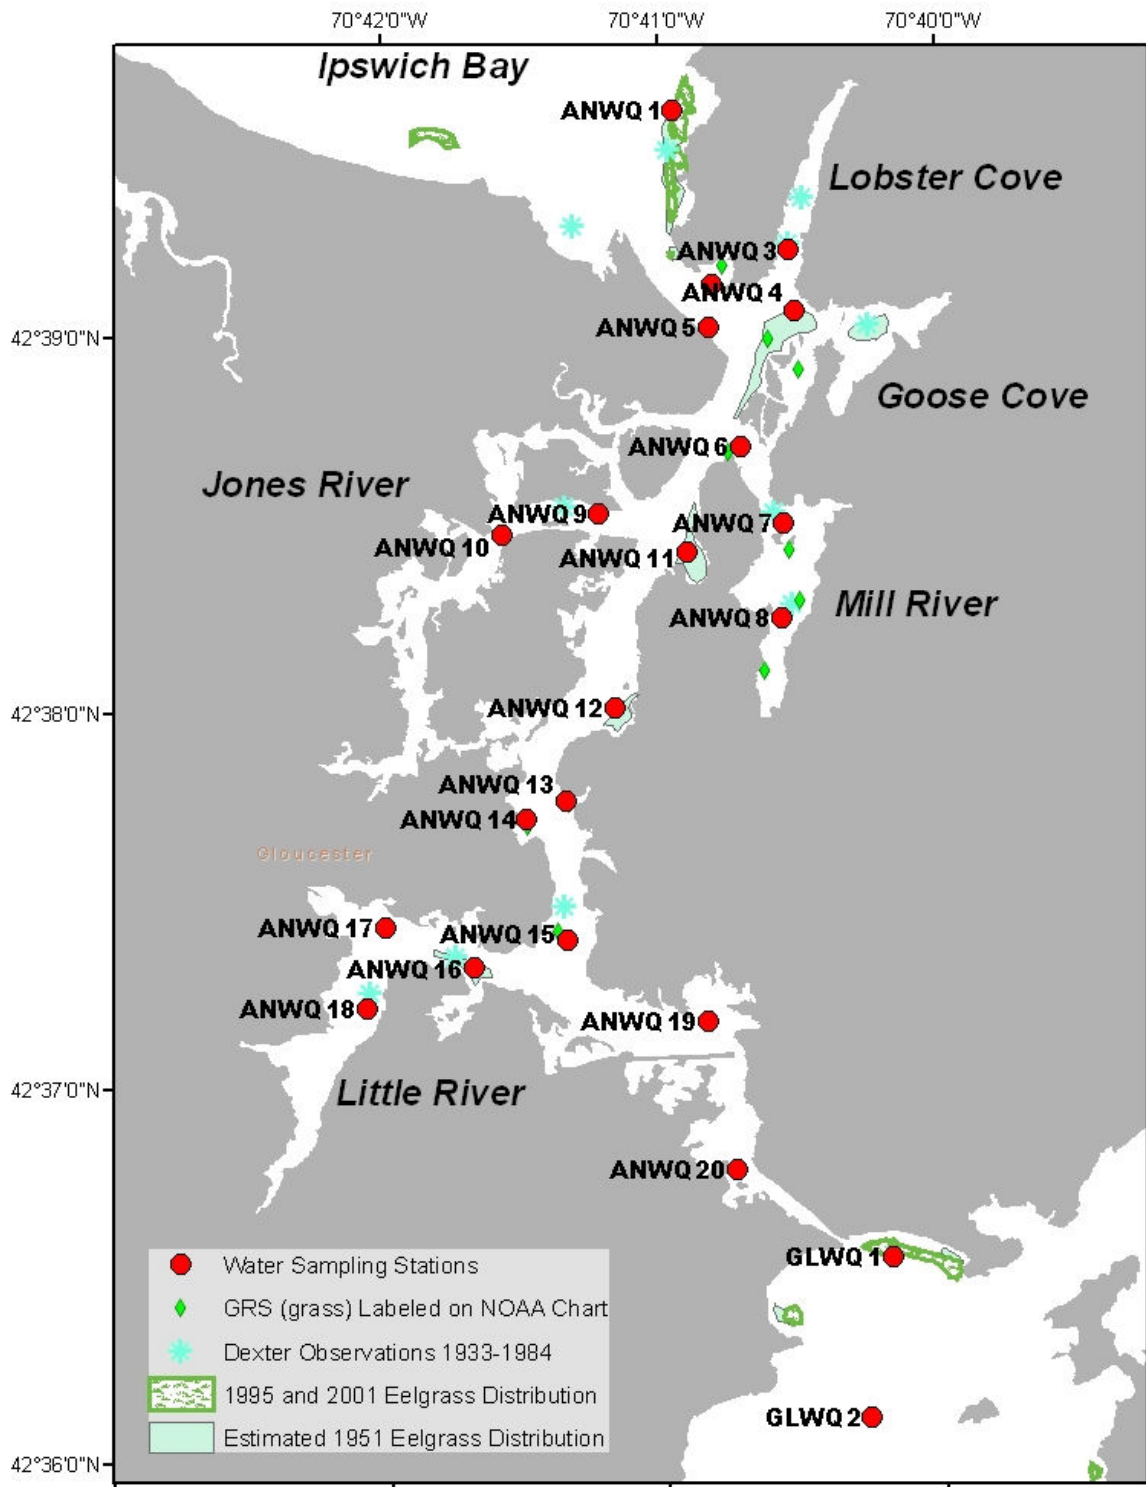 70°42'0"W 70°41'0"W 70°40'0"W
Ipswich Bay
ANWQ 1
Lobster Cove
ANWQ 3
ANWQ 4
ANWQ 5
42°39'0"N
Goose Cove
ANWQ 6
Jones River
ANWQ 9
ANWQ 7
ANWQ 10
ANWQ 11
Mill River
ANWQ 8
ANWQ 12
42°38'0"N
ANWQ 13
ANWQ 14
Gloucester
ANWQ 17
ANWQ 15
ANWQ 16
ANWQ 18
ANWQ 19
42°37'0"N
Little River
ANWQ 20
GLWQ 1
Water Sampling Stations
GRS (grass) Labeled on NOAA Chart
Dexter Observations 1933-1984
1995 and 2001 Eelgrass Distribution
GLWQ 2
Estimated 1951 Eelgrass Distribution
42°36'0"N